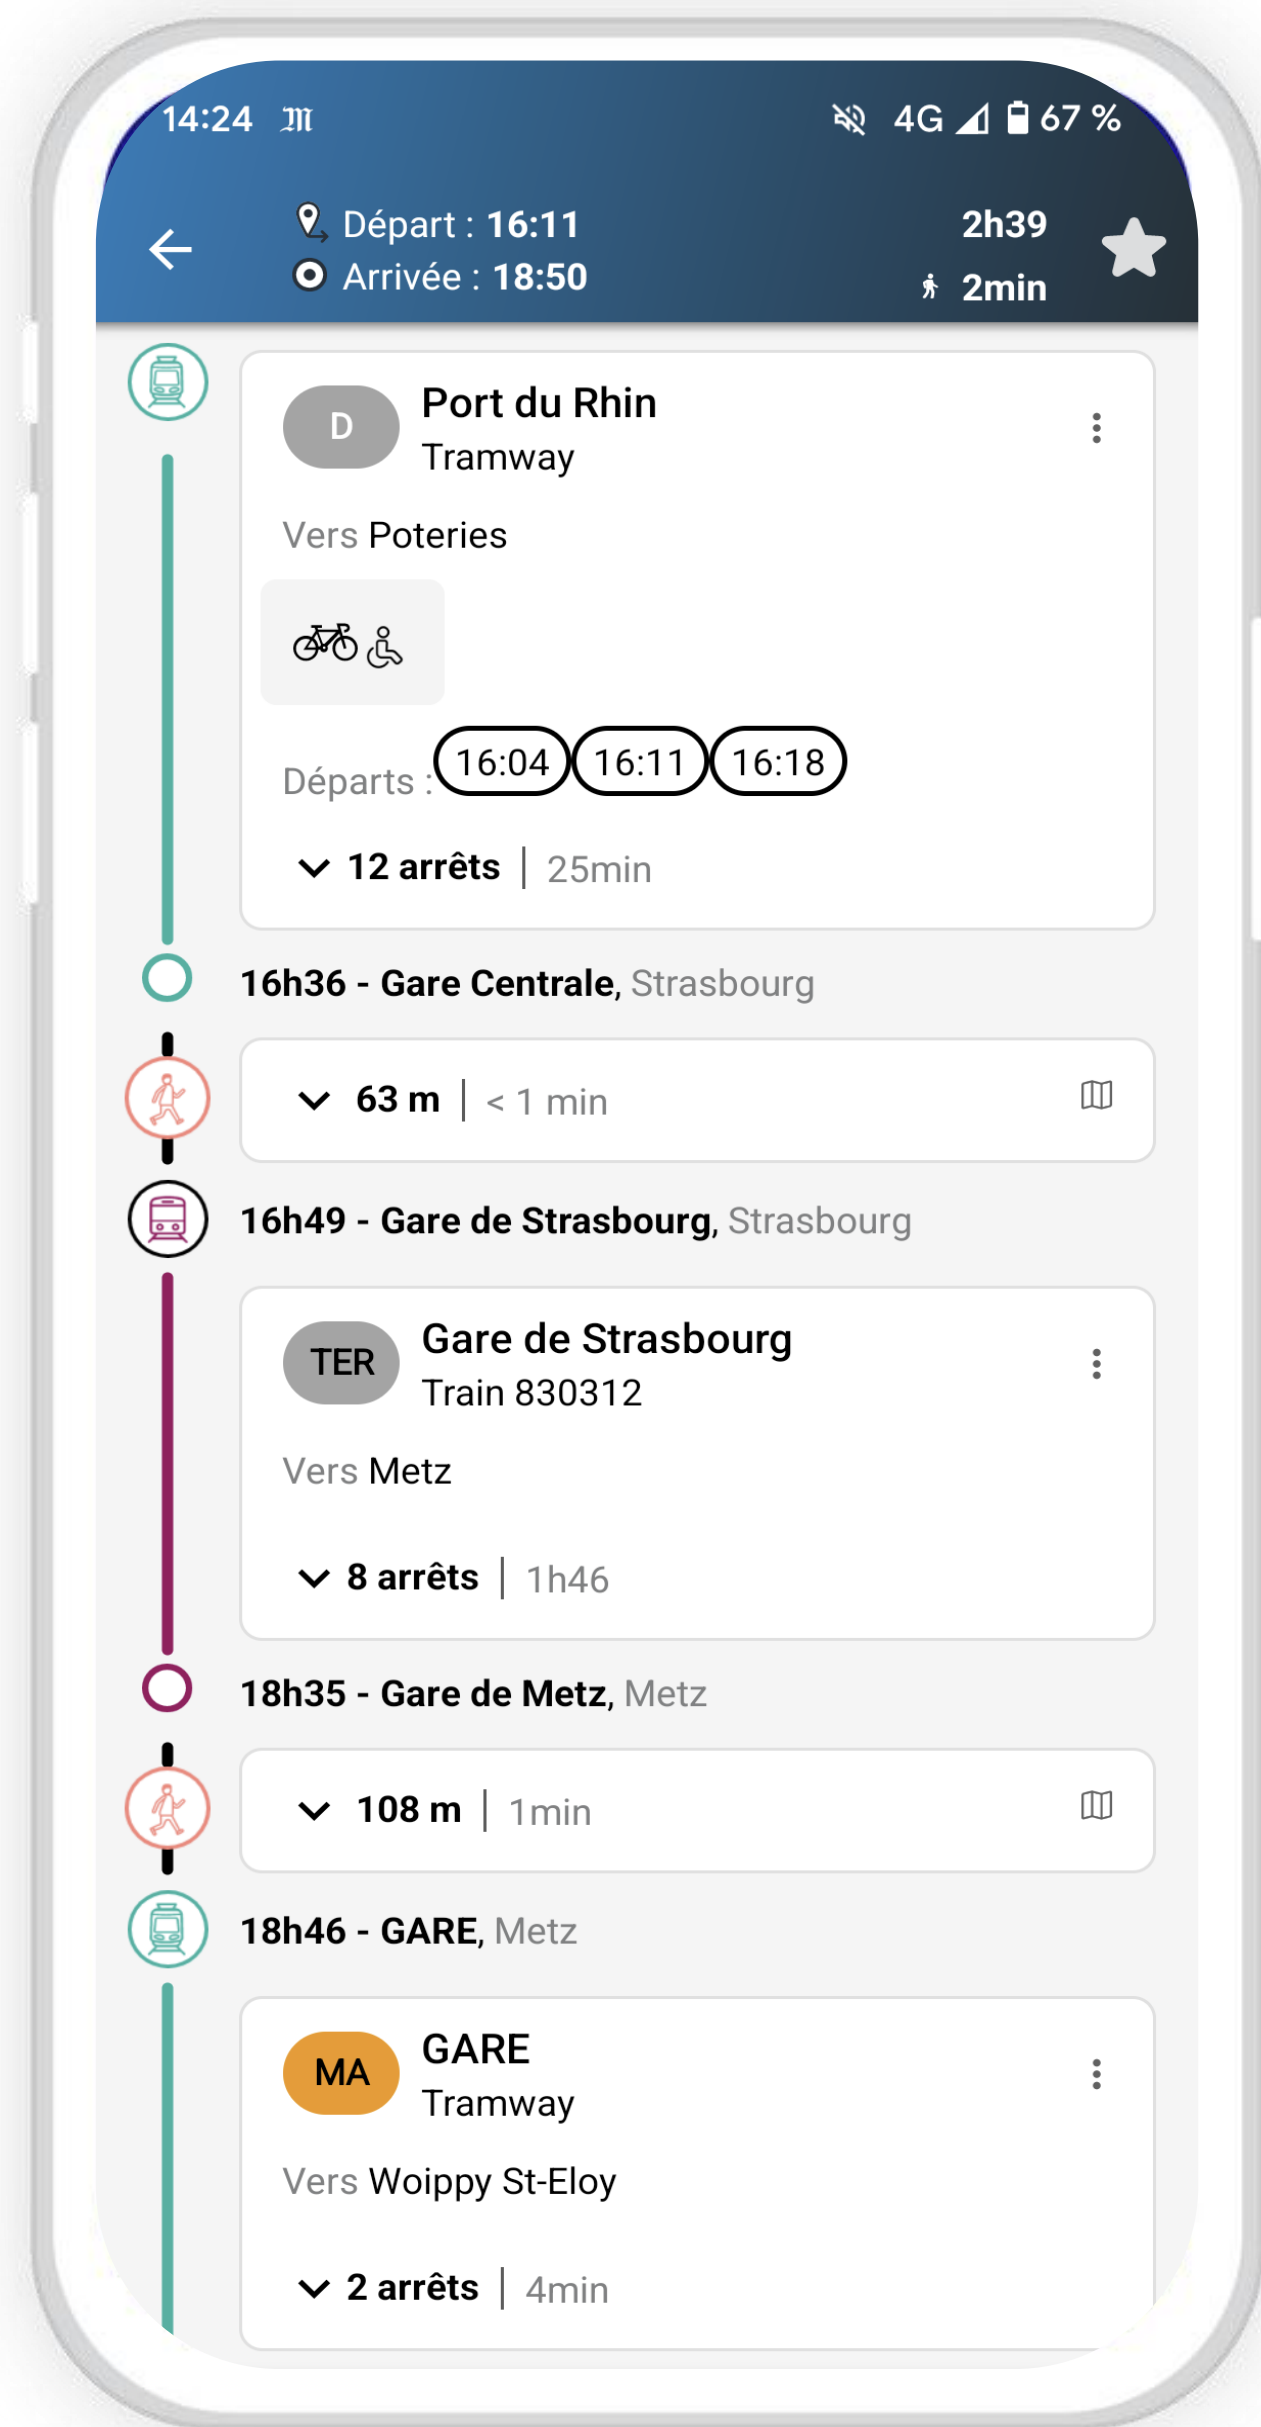 14:24 𝔐 4G 67 %
Départ : 16:11 2h39
Arrivée : 18:50 2min
D Port du Rhin
Tramway
Vers Poteries
Départs : 16:04 16:11 16:18
12 arrêts | 25min
16h36 - Gare Centrale, Strasbourg
63 m | < 1 min
16h49 - Gare de Strasbourg, Strasbourg
TER Gare de Strasbourg
Train 830312
Vers Metz
8 arrêts | 1h46
18h35 - Gare de Metz, Metz
108 m | 1min
18h46 - GARE, Metz
MA GARE
Tramway
Vers Woippy St-Eloy
2 arrêts | 4min